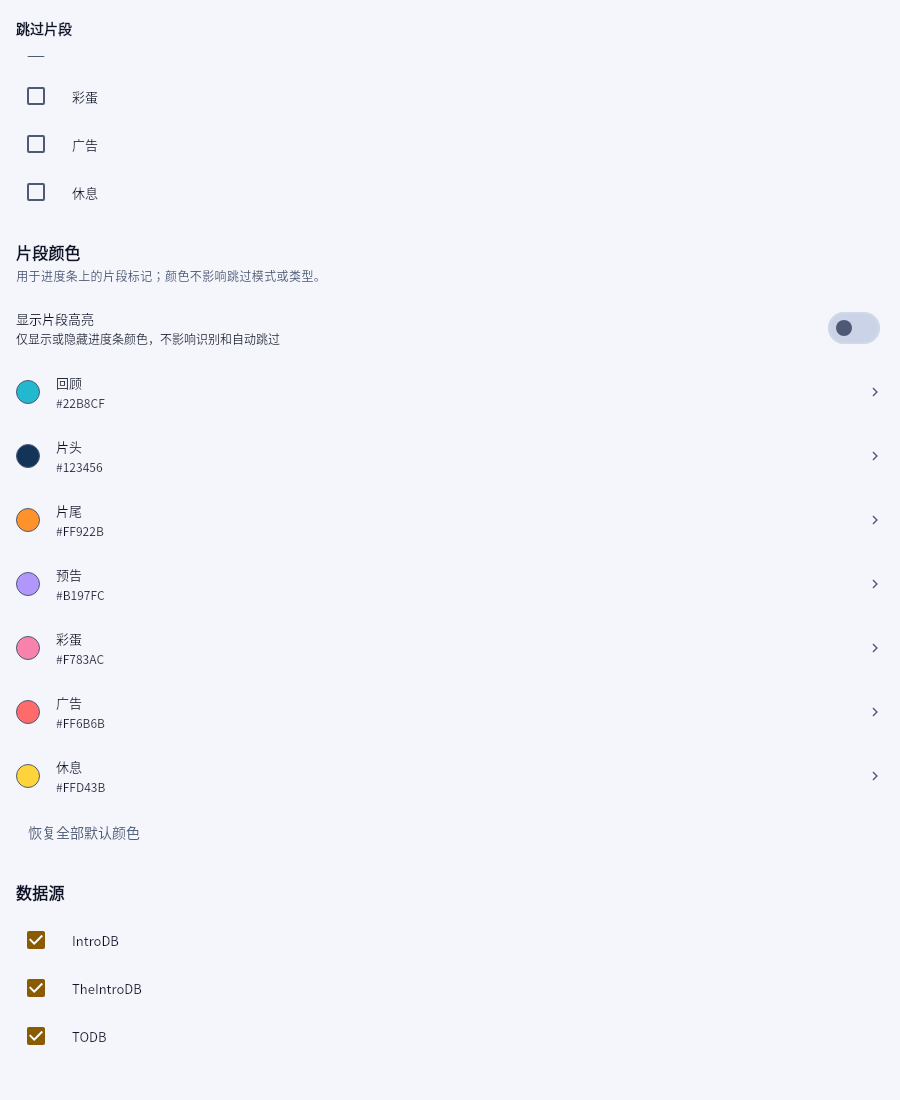 跳过片段
彩蛋
广告
休息
片段颜色
用于进度条上的片段标记；颜色不影响跳过模式或类型。
显示片段高亮
仅显示或隐藏进度条颜色，不影响识别和自动跳过
回顾
#22B8CF
片头
#123456
片尾
#FF922B
预告
#B197FC
彩蛋
#F783AC
广告
#FF6B6B
休息
#FFD43B
恢复全部默认颜色
数据源
IntroDB
TheIntroDB
TODB